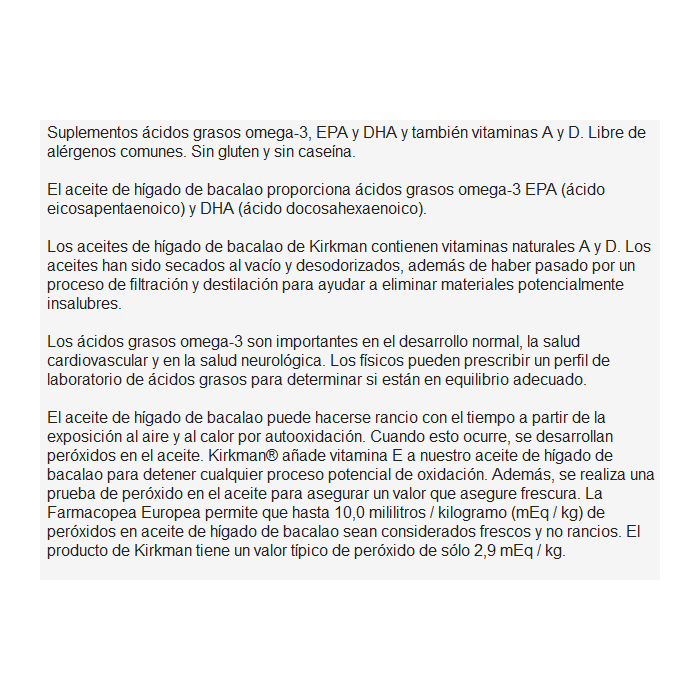 Suplementos ácidos grasos omega-3, EPA y DHA y también vitaminas A y D. Libre de
alérgenos comunes. Sin gluten y sin caseína.
El aceite de hígado de bacalao proporciona ácidos grasos omega-3 EPA (ácido
eicosapentaenoico) y DHA (ácido docosahexaenoico).
Los aceites de hígado de bacalao de Kirkman contienen vitaminas naturales A y D. Los
aceites han sido secados al vacío y desodorizados, además de haber pasado por un
proceso de filtración y destilación para ayudar a eliminar materiales potencialmente
insalubres.
Los ácidos grasos omega-3 son importantes en el desarrollo normal, la salud
cardiovascular y en la salud neurológica. Los físicos pueden prescribir un perfil de
laboratorio de ácidos grasos para determinar si están en equilibrio adecuado.
El aceite de hígado de bacalao puede hacerse rancio con el tiempo a partir de la
exposición al aire y al calor por autooxidación. Cuando esto ocurre, se desarrollan
peróxidos en el aceite. Kirkman® añade vitamina E a nuestro aceite de hígado de
bacalao para detener cualquier proceso potencial de oxidación. Además, se realiza una
prueba de peróxido en el aceite para asegurar un valor que asegure frescura. La
Farmacopea Europea permite que hasta 10,0 mililitros / kilogramo (mEq / kg) de
peróxidos en aceite de hígado de bacalao sean considerados frescos y no rancios. El
producto de Kirkman tiene un valor típico de peróxido de sólo 2,9 mEq / kg.